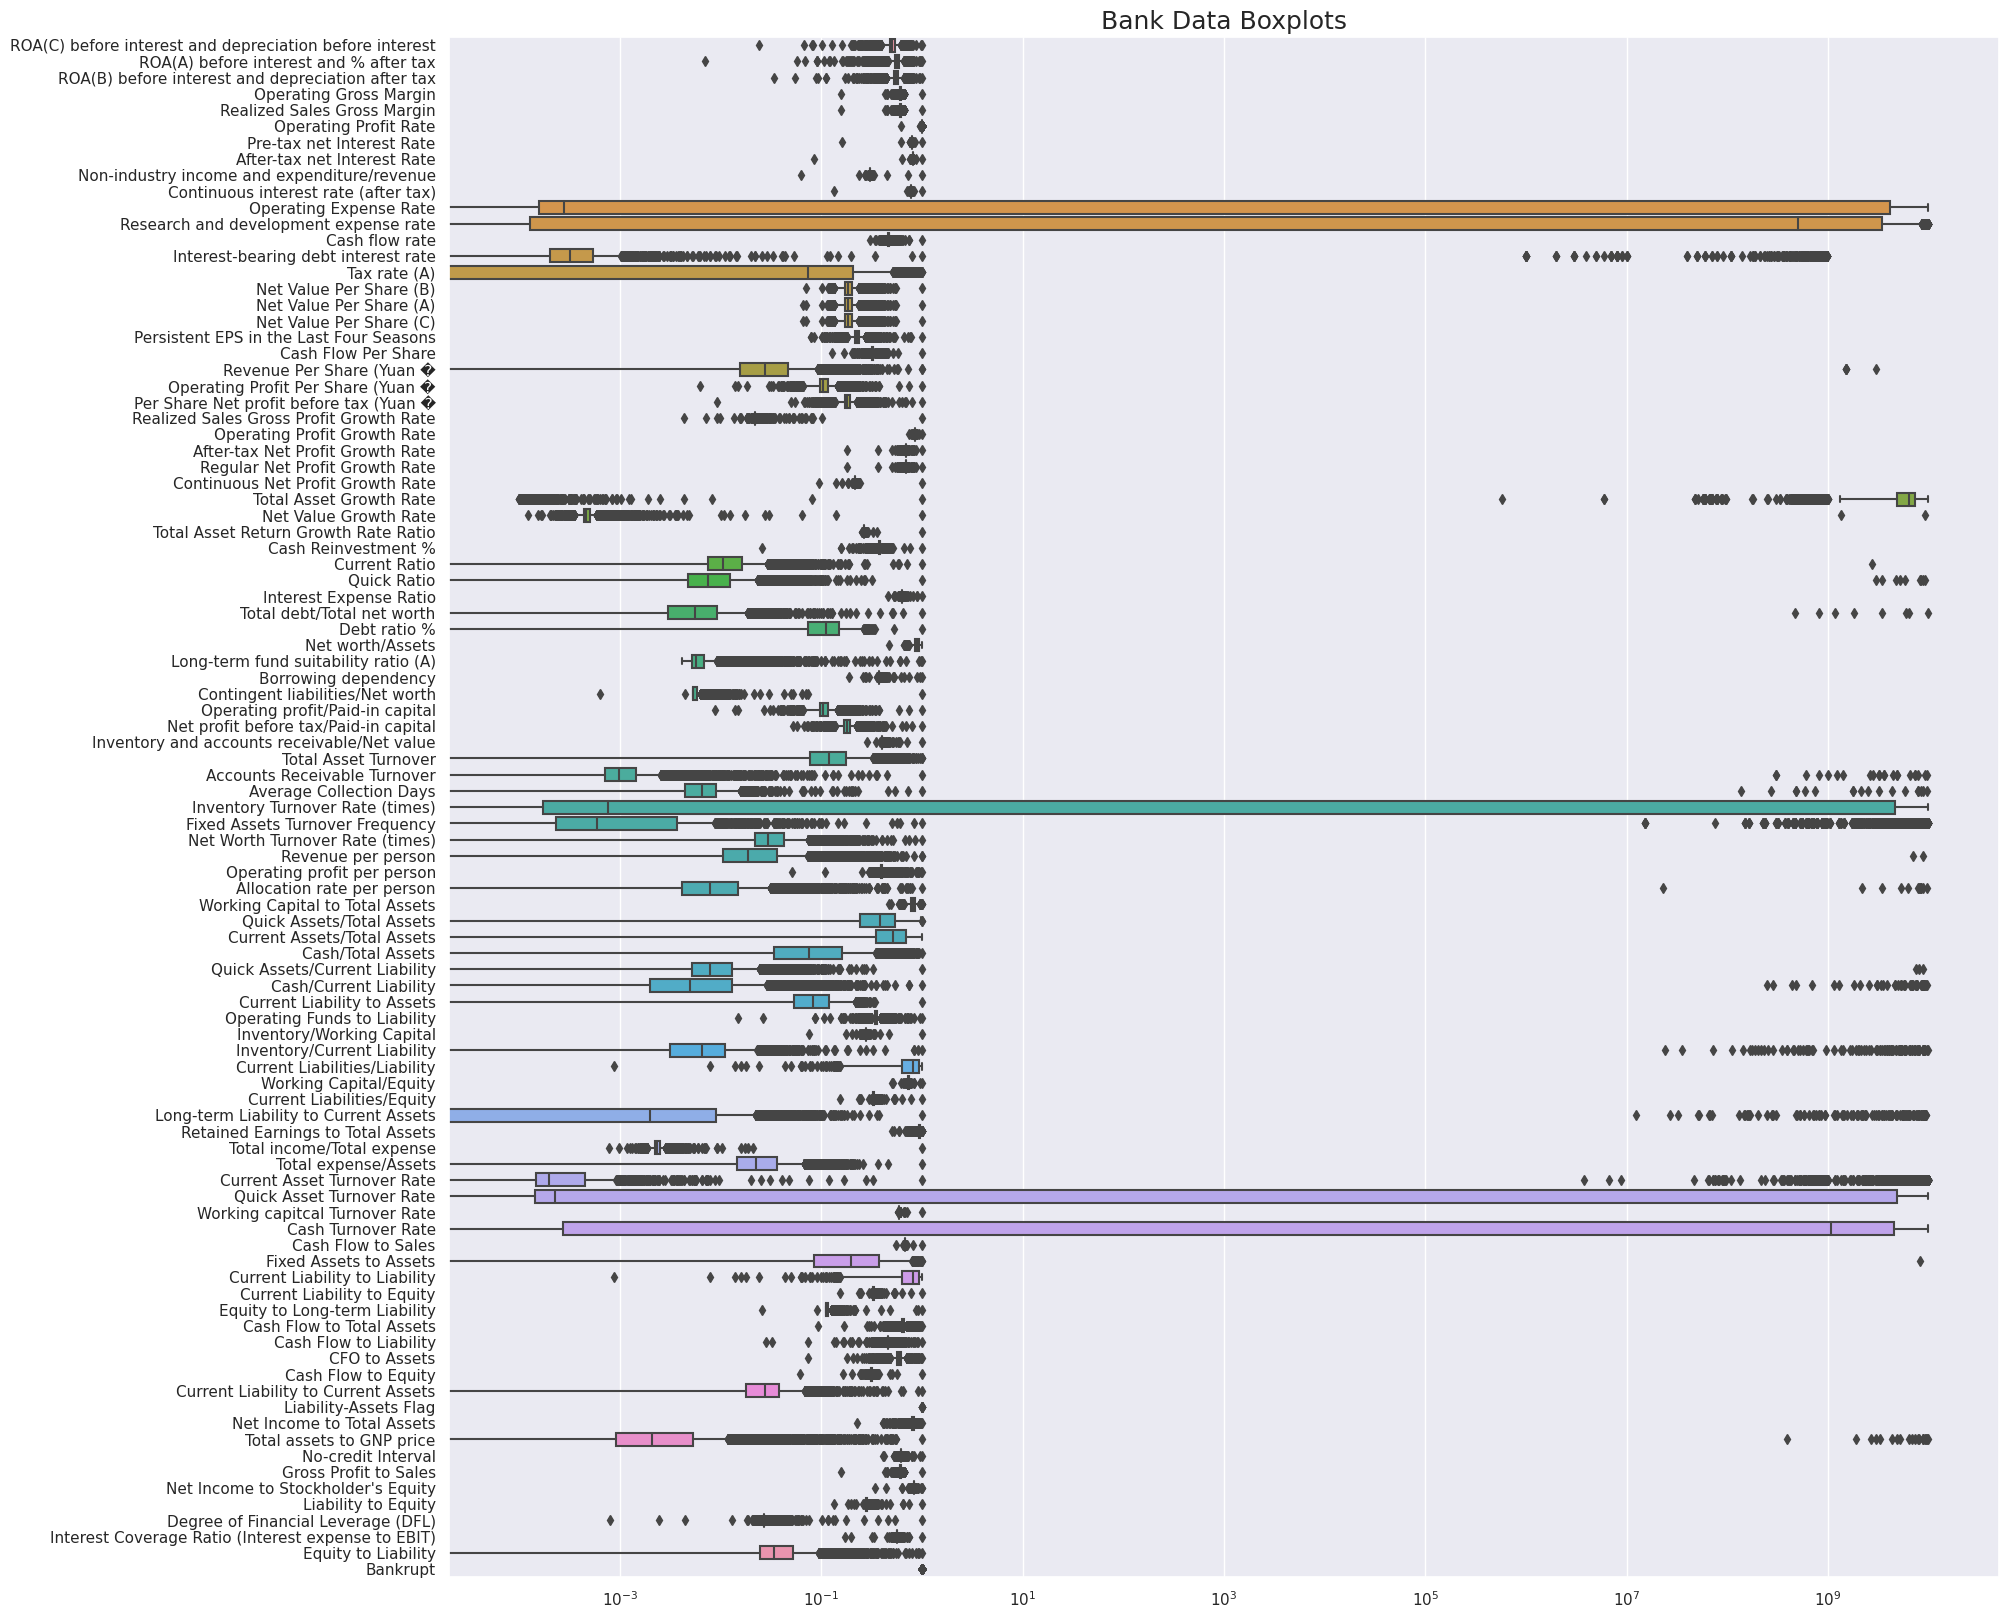 Bank Data Boxplots
ROA(C) before interest and depreciation before interest
ROA(A) before interest and % after tax
ROA(B) before interest and depreciation after tax
Operating Gross Margin
Realized Sales Gross Margin
Operating Profit Rate
Pre-tax net Interest Rate
After-tax net Interest Rate
Non-industry income and expenditure/revenue
Continuous interest rate (after tax)
Operating Expense Rate
Research and development expense rate
Cash flow rate
Interest-bearing debt interest rate
Tax rate (A)
Net Value Per Share (B)
Net Value Per Share (A)
Net Value Per Share (C)
Persistent EPS in the Last Four Seasons
Cash Flow Per Share
Revenue Per Share (Yuan �
Operating Profit Per Share (Yuan �
Per Share Net profit before tax (Yuan �
Realized Sales Gross Profit Growth Rate
Operating Profit Growth Rate
After-tax Net Profit Growth Rate
Regular Net Profit Growth Rate
Continuous Net Profit Growth Rate
Total Asset Growth Rate
Net Value Growth Rate
Total Asset Return Growth Rate Ratio
Cash Reinvestment %
Current Ratio
Quick Ratio
Interest Expense Ratio
Total debt/Total net worth
Debt ratio %
Net worth/Assets
Long-term fund suitability ratio (A)
Borrowing dependency
Contingent liabilities/Net worth
Operating profit/Paid-in capital
Net profit before tax/Paid-in capital
Inventory and accounts receivable/Net value
Total Asset Turnover
Accounts Receivable Turnover
Average Collection Days
Inventory Turnover Rate (times)
Fixed Assets Turnover Frequency
Net Worth Turnover Rate (times)
Revenue per person
Operating profit per person
Allocation rate per person
Working Capital to Total Assets
Quick Assets/Total Assets
Current Assets/Total Assets
Cash/Total Assets
Quick Assets/Current Liability
Cash/Current Liability
Current Liability to Assets
Operating Funds to Liability
Inventory/Working Capital
Inventory/Current Liability
Current Liabilities/Liability
Working Capital/Equity
Current Liabilities/Equity
Long-term Liability to Current Assets
Retained Earnings to Total Assets
Total income/Total expense
Total expense/Assets
Current Asset Turnover Rate
Quick Asset Turnover Rate
Working capitcal Turnover Rate
Cash Turnover Rate
Cash Flow to Sales
Fixed Assets to Assets
Current Liability to Liability
Current Liability to Equity
Equity to Long-term Liability
Cash Flow to Total Assets
Cash Flow to Liability
CFO to Assets
Cash Flow to Equity
Current Liability to Current Assets
Liability-Assets Flag
Net Income to Total Assets
Total assets to GNP price
No-credit Interval
Gross Profit to Sales
Net Income to Stockholder's Equity
Liability to Equity
Degree of Financial Leverage (DFL)
Interest Coverage Ratio (Interest expense to EBIT)
Equity to Liability
Bankrupt
10⁻³ 10⁻¹ 10¹ 10³ 10⁵ 10⁷ 10⁹